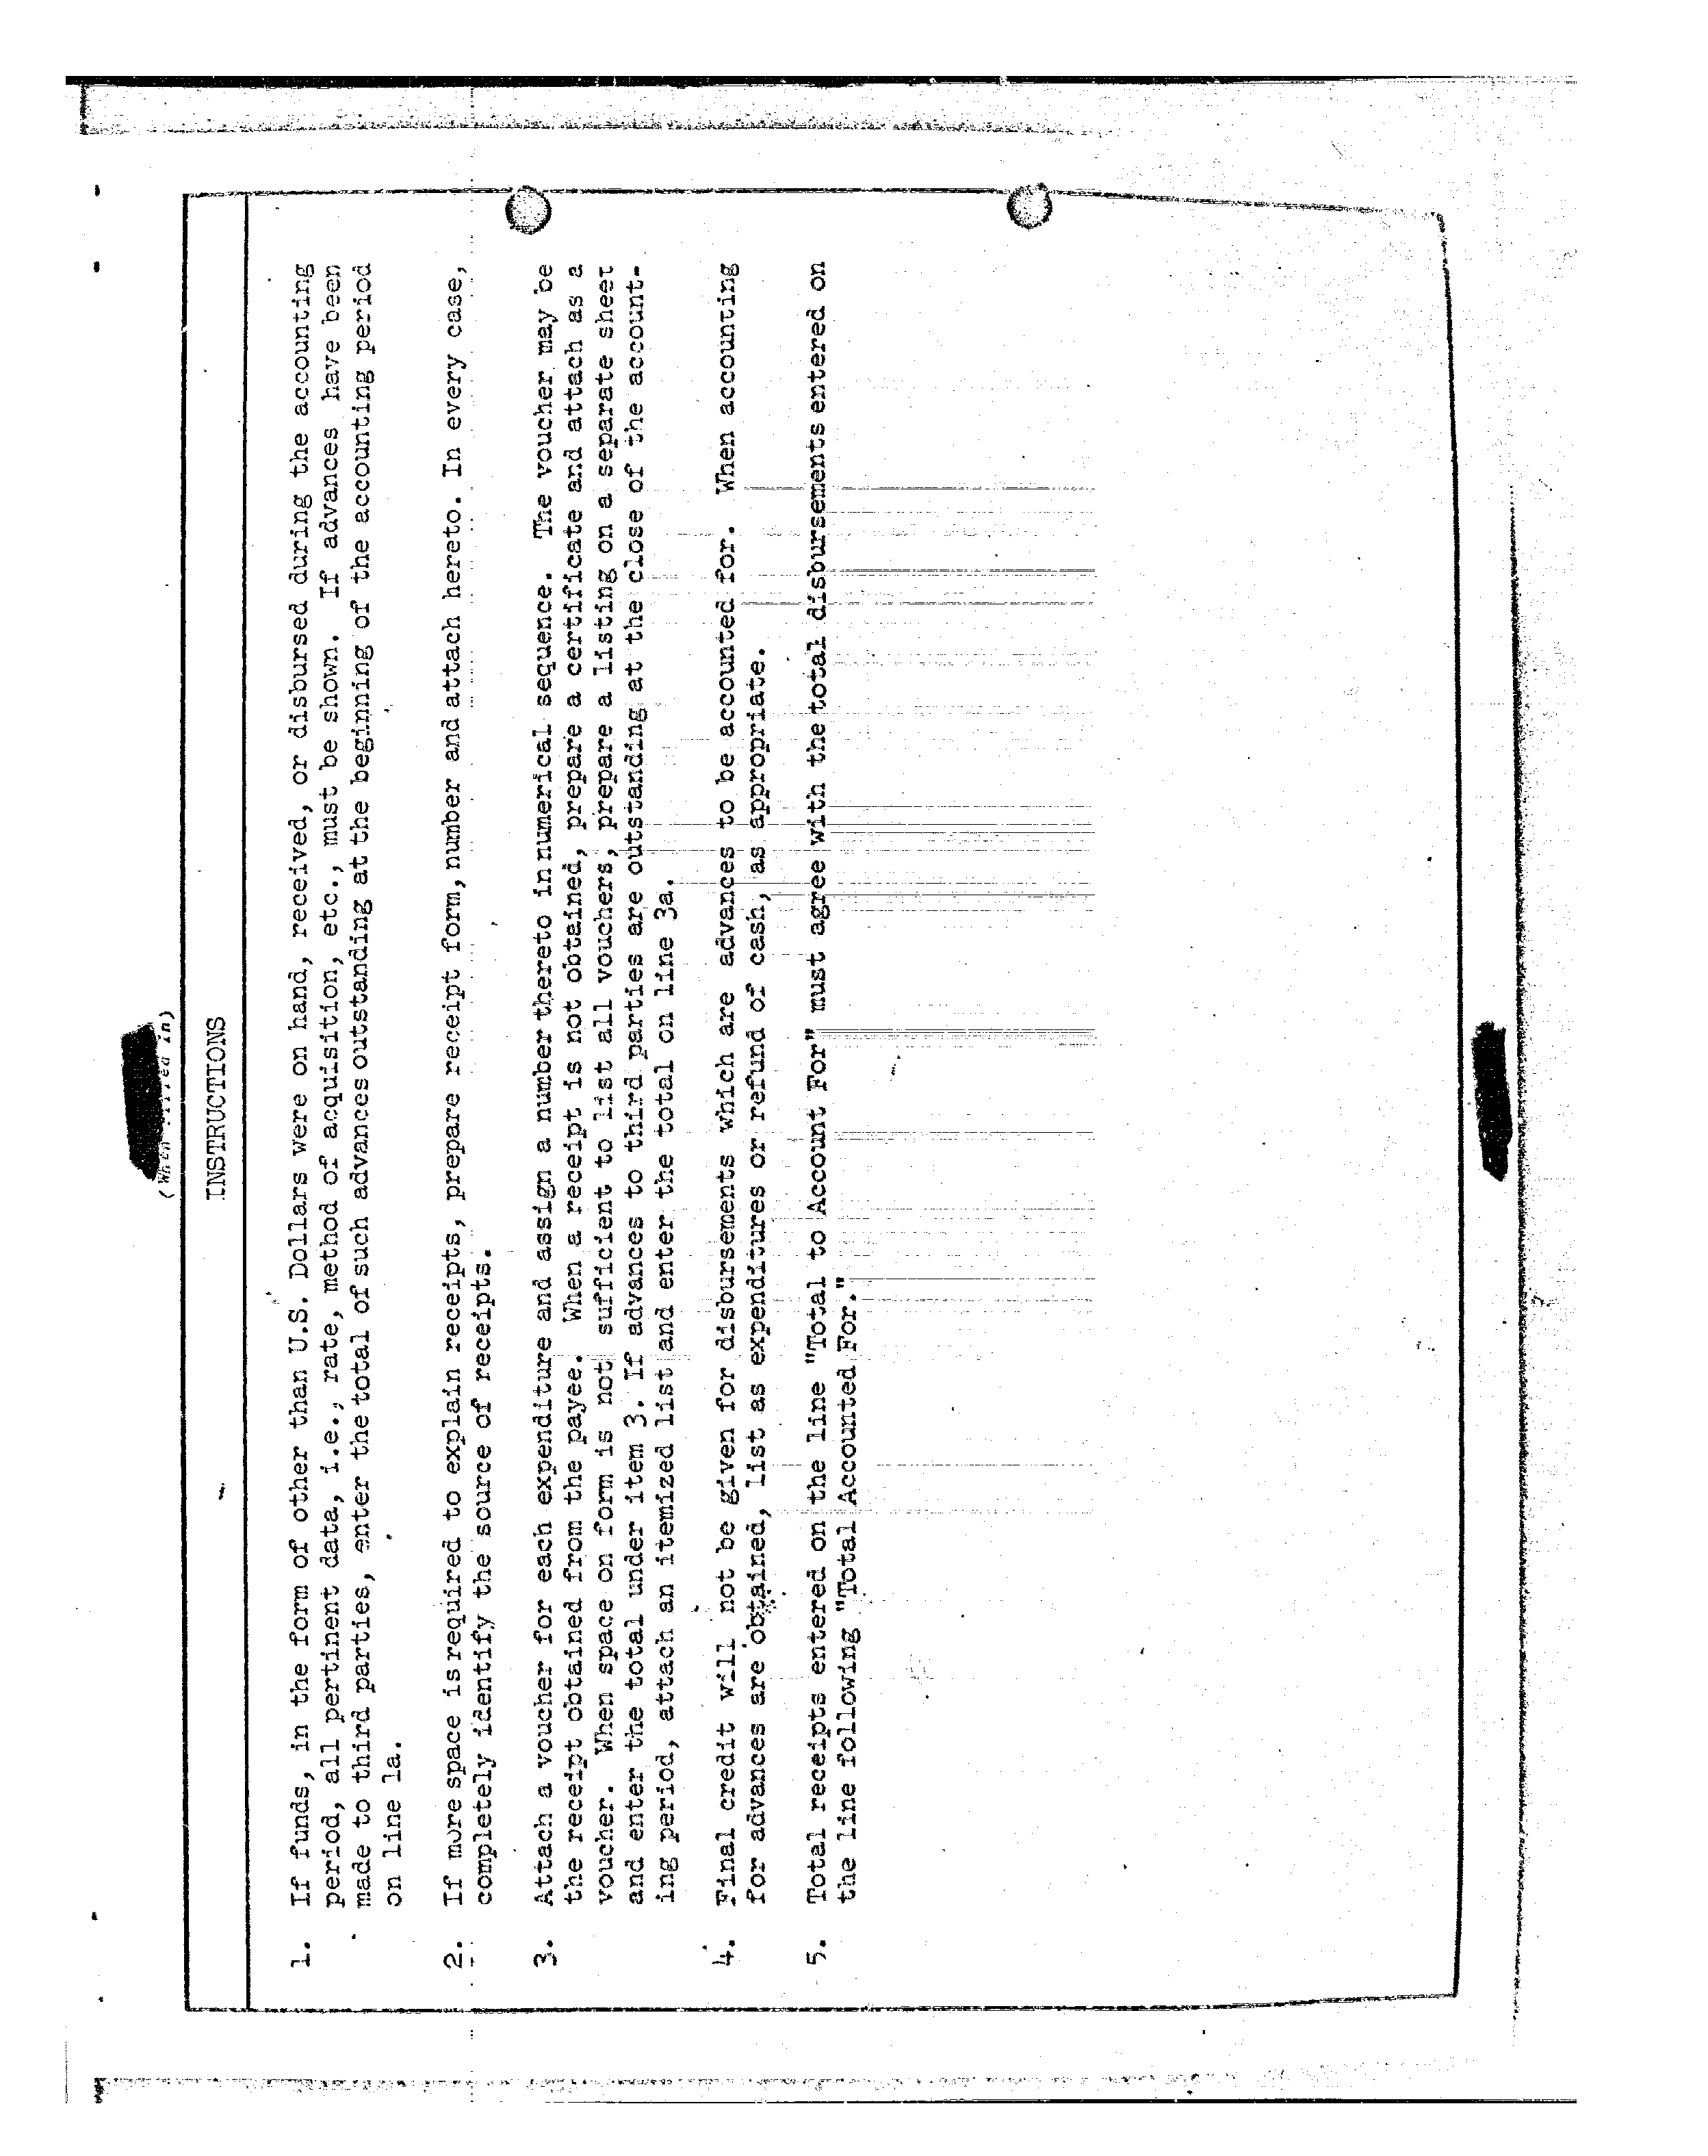 (When filled in)
INSTRUCTIONS
1. If funds, in the form of other than U.S. Dollars were on hand, received, or disbursed during the accounting
period, all pertinent data, i.e., rate, method of acquisition, etc., must be shown. If advances have been
made to third parties, enter the total of such advances outstanding at the beginning of the accounting period
on line 1a.
2. If more space is required to explain receipts, prepare receipt form, number and attach hereto. In every case,
completely identify the source of receipts.
3. Attach a voucher for each expenditure and assign a number thereto in numerical sequence. The voucher may be
the receipt obtained from the payee. When a receipt is not obtained, prepare a certificate and attach as a
voucher. When space on form is not sufficient to list all vouchers, prepare a listing on a separate sheet
and enter the total under item 3. If advances to third parties are outstanding at the close of the account-
ing period, attach an itemized list and enter the total on line 3a.
4. Final credit will not be given for disbursements which are advances to be accounted for. When accounting
for advances are obtained, list as expenditures or refund of cash, as appropriate.
5. Total receipts entered on the line "Total to Account For" must agree with the total disbursements entered on
the line following "Total Accounted For."